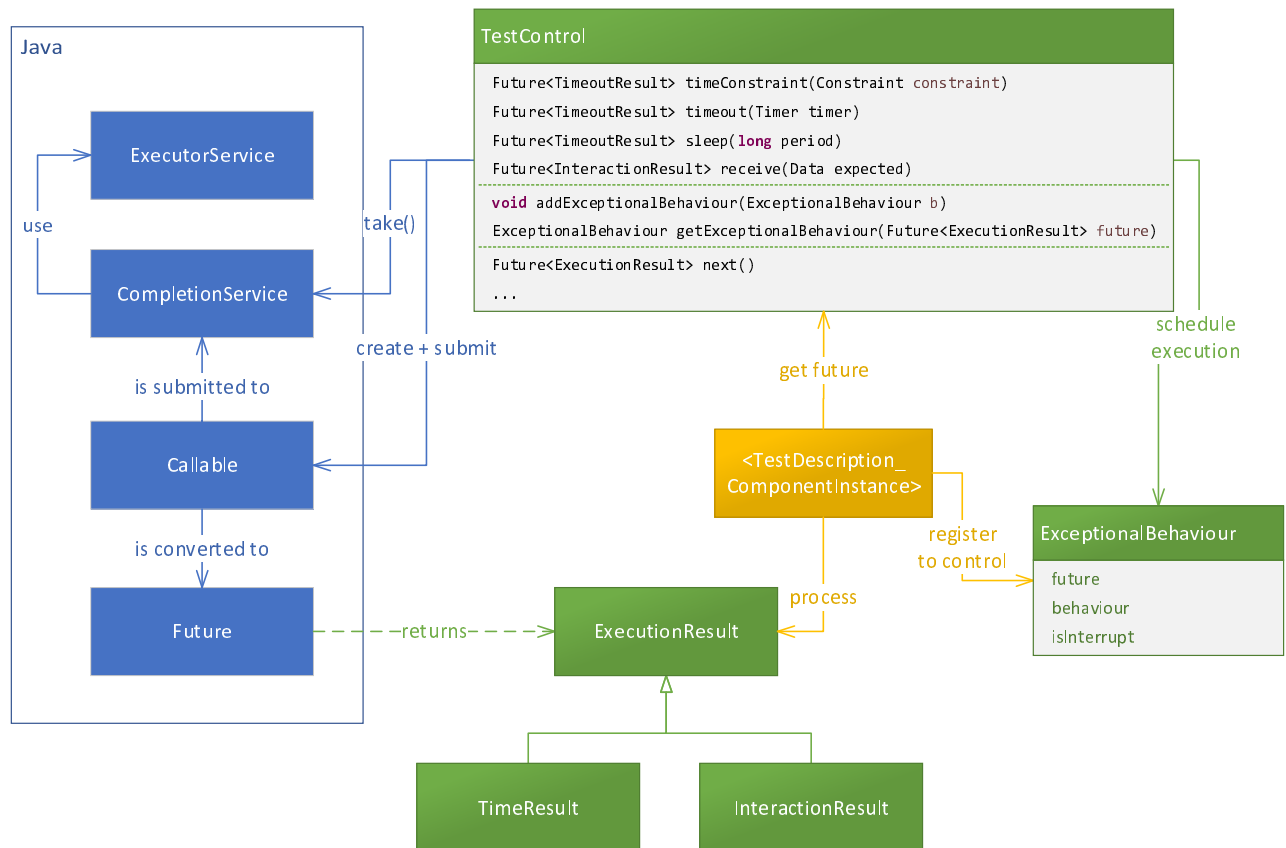 Java
ExecutorService
use
CompletionService
is submitted to
Callable
is converted to
Future
take()
create + submit
returns
TestControl
Future<TimeoutResult> timeConstraint(Constraint constraint)
Future<TimeoutResult> timeout(Timer timer)
Future<TimeoutResult> sleep(long period)
Future<InteractionResult> receive(Data expected)
void addExceptionalBehaviour(ExceptionalBehaviour b)
ExceptionalBehaviour getExceptionalBehaviour(Future<ExecutionResult> future)
Future<ExecutionResult> next()
...
schedule
execution
get future
<TestDescription_
ComponentInstance>
register
to control
process
ExceptionalBehaviour
future
behaviour
isInterrupt
ExecutionResult
TimeResult
InteractionResult